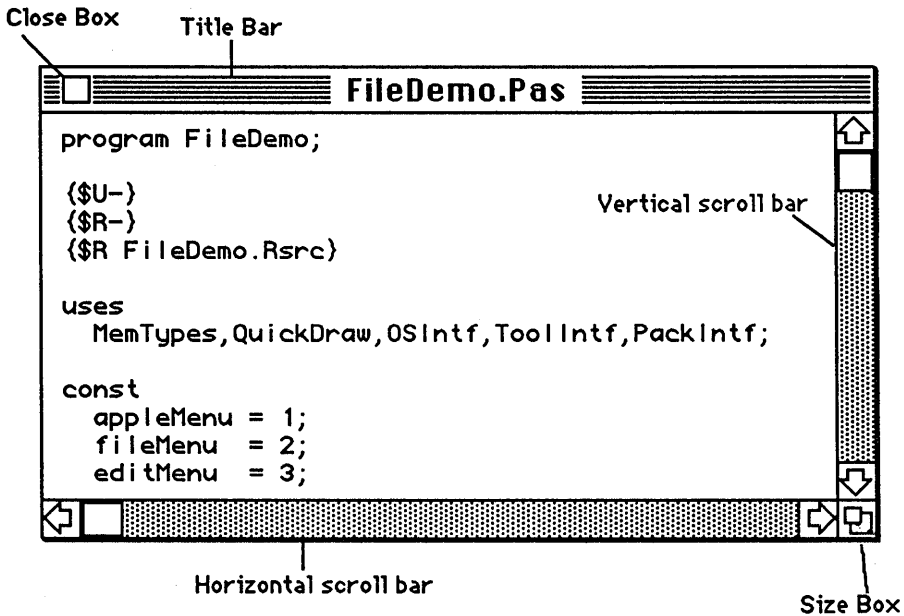 Close Box
Title Bar
FileDemo.Pas
program FileDemo;
{$U-}
{$R-}
{$R FileDemo.Rsrc}
Vertical scroll bar
uses
MemTypes,QuickDraw,OSIntf,ToolIntf,PackIntf;
const
appleMenu = 1;
fileMenu = 2;
editMenu = 3;
Horizontal scroll bar
Size Box